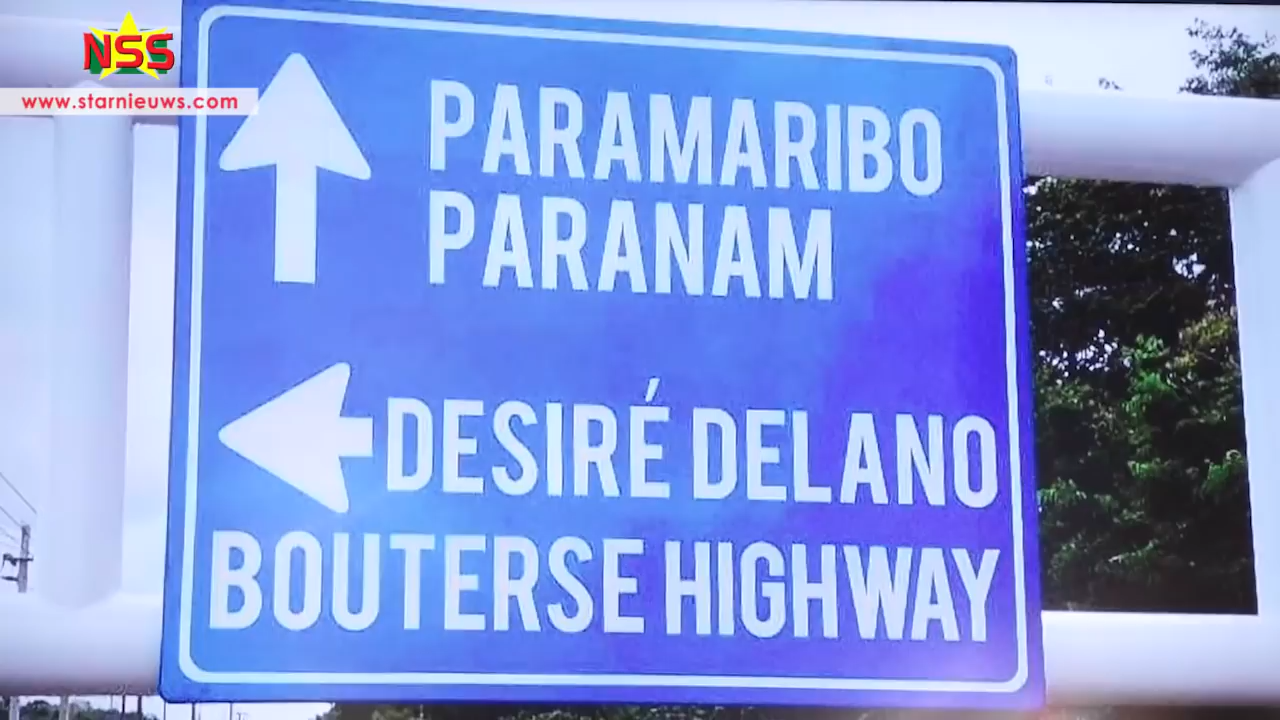 NSS
www.starnieuws.com
PARAMARIBO
PARANAM
DESIRÉ DELANO
BOUTERSE HIGHWAY